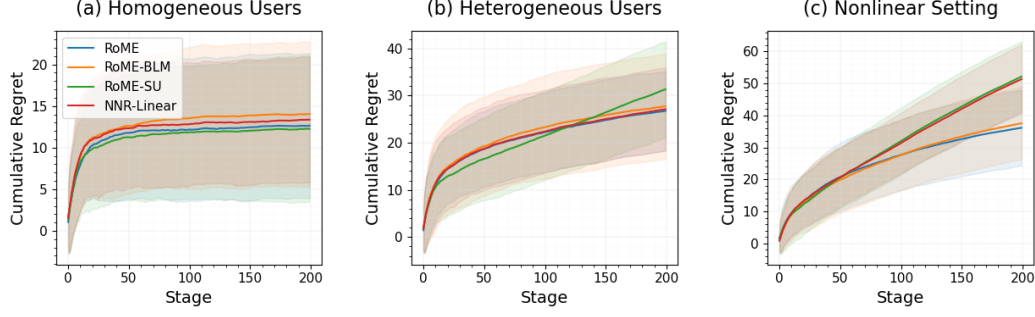 (a) Homogeneous Users
RoME
RoME-BLM
RoME-SU
NNR-Linear
Cumulative Regret
20
15
10
5
0
0 50 100 150 200
Stage
(b) Heterogeneous Users
Cumulative Regret
40
30
20
10
0
0 50 100 150 200
Stage
(c) Nonlinear Setting
Cumulative Regret
60
50
40
30
20
10
0
0 50 100 150 200
Stage